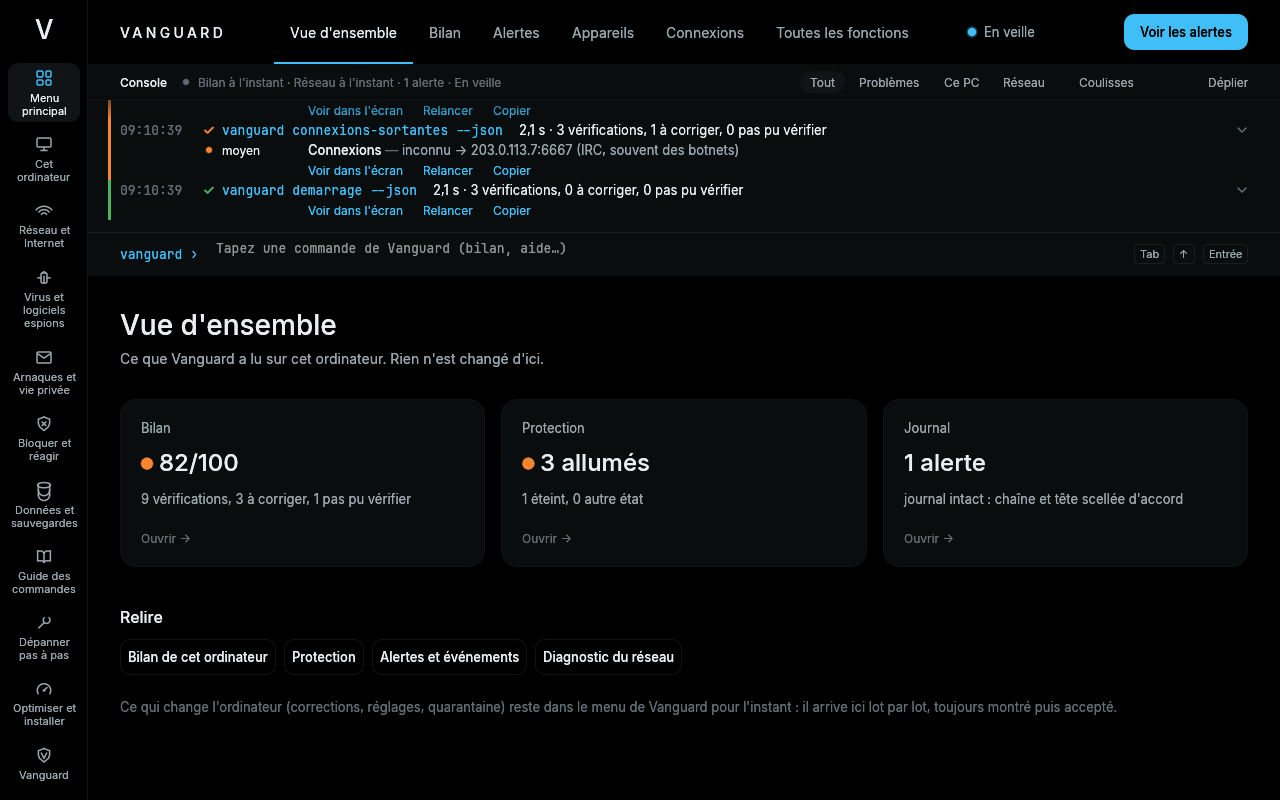 V
VANGUARD
Vue d'ensemble
Bilan
Alertes
Appareils
Connexions
Toutes les fonctions
En veille
Voir les alertes
Menu
principal
Cet
ordinateur
Réseau et
Internet
Virus et
logiciels
espions
Arnaques et
vie privée
Bloquer et
réagir
Données et
sauvegardes
Guide des
commandes
Dépanner
pas à pas
Optimiser et
installer
Vanguard
Console
Bilan à l'instant · Réseau à l'instant · 1 alerte · En veille
Tout
Problèmes
Ce PC
Réseau
Coulisses
Déplier
Voir dans l'écran Relancer Copier
09:10:39 vanguard connexions-sortantes --json 2,1 s · 3 vérifications, 1 à corriger, 0 pas pu vérifier
moyen Connexions — inconnu → 203.0.113.7:6667 (IRC, souvent des botnets)
Voir dans l'écran Relancer Copier
09:10:39 vanguard demarrage --json 2,1 s · 3 vérifications, 0 à corriger, 0 pas pu vérifier
Voir dans l'écran Relancer Copier
vanguard › Tapez une commande de Vanguard (bilan, aide…)
Tab ↑ Entrée
Vue d'ensemble
Ce que Vanguard a lu sur cet ordinateur. Rien n'est changé d'ici.
Bilan
82/100
9 vérifications, 3 à corriger, 1 pas pu vérifier
Ouvrir →
Protection
3 allumés
1 éteint, 0 autre état
Ouvrir →
Journal
1 alerte
journal intact : chaîne et tête scellée d'accord
Ouvrir →
Relire
Bilan de cet ordinateur
Protection
Alertes et événements
Diagnostic du réseau
Ce qui change l'ordinateur (corrections, réglages, quarantaine) reste dans le menu de Vanguard pour l'instant : il arrive ici lot par lot, toujours montré puis accepté.